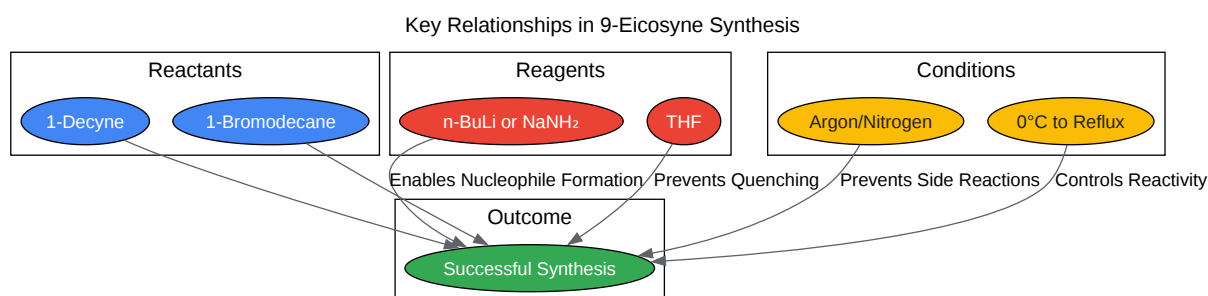 Key Relationships in 9-Eicosyne Synthesis
Reactants
Reagents
Conditions
1-Decyne
1-Bromodecane
n-BuLi or NaNH₂
THF
Argon/Nitrogen
0°C to Reflux
Enables Nucleophile Formation
Prevents Quenching
Prevents Side Reactions
Controls Reactivity
Outcome
Successful Synthesis